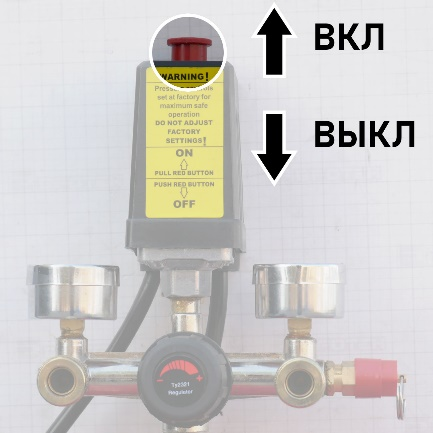 ВКЛ
WARNING!
Pressure
set at factory for
maximum safe
operation
DO NOT ADJUST
FACTORY
SETTINGS!
ВЫКЛ
ON
PULL RED BUTTON
PUSH RED BUTTON
OFF
Regulator